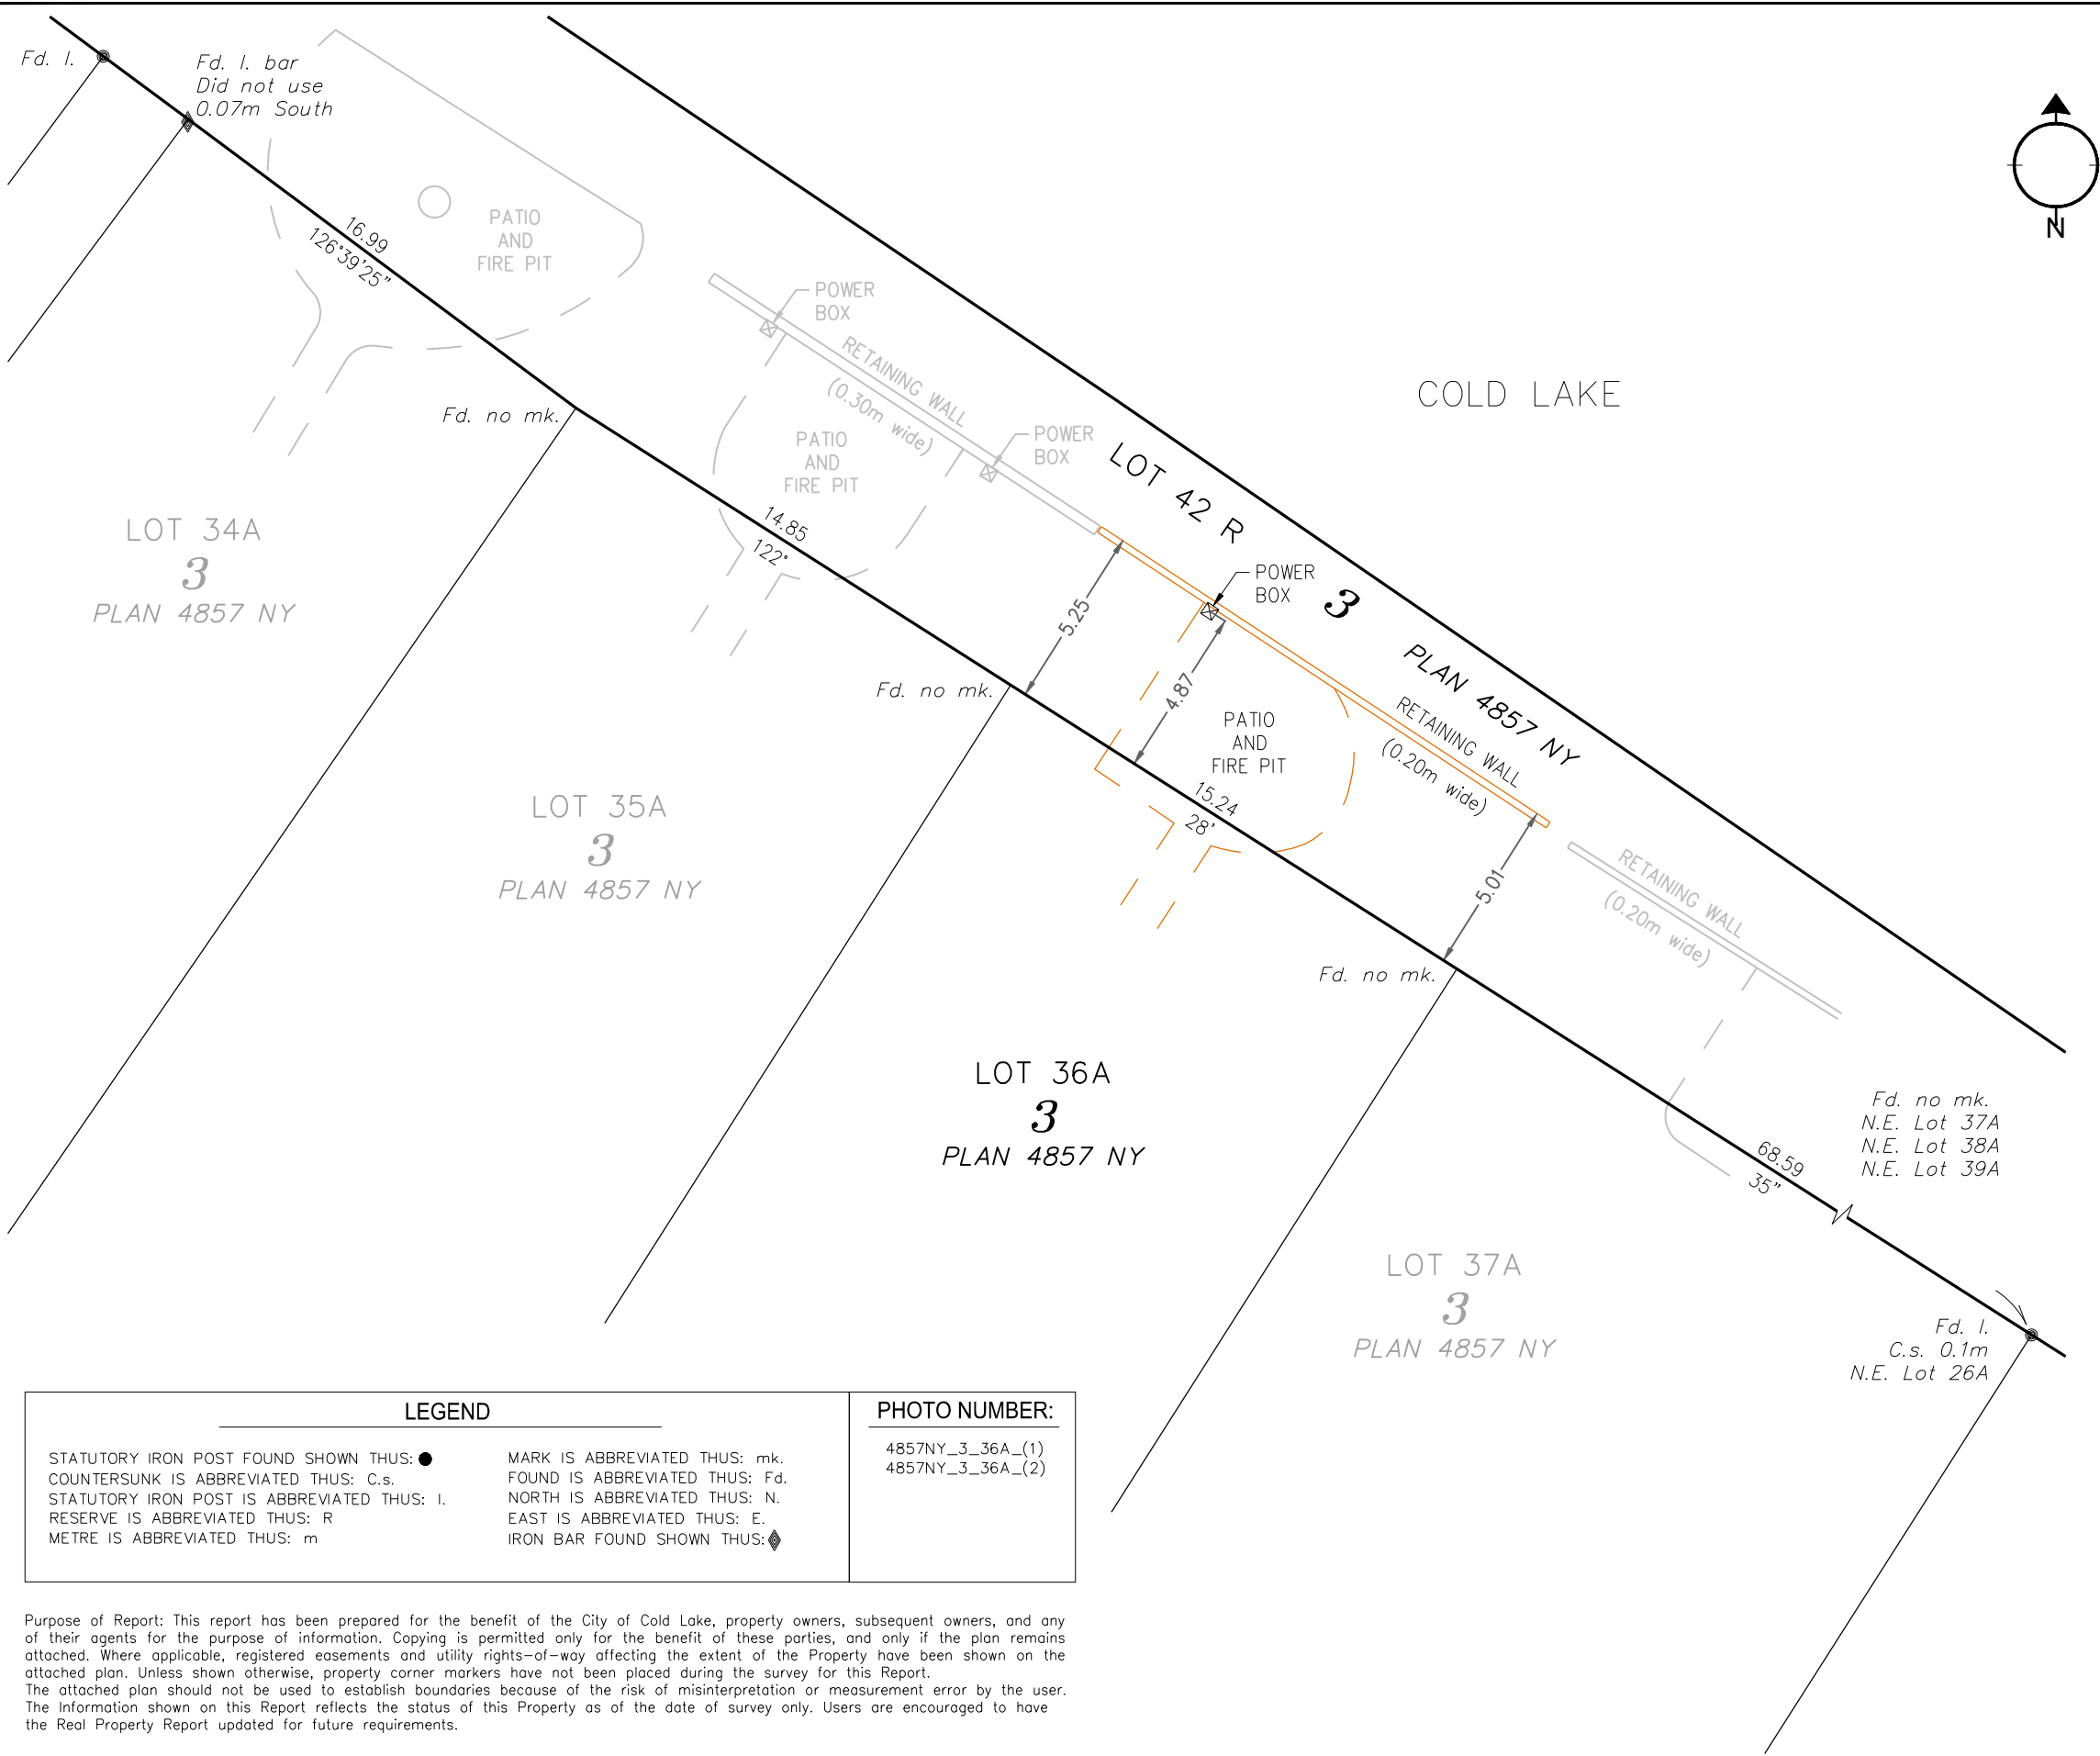 Fd. I.
Fd. I. bar
Did not use
0.07m South
16.99
126°39'25"
PATIO
AND
FIRE PIT
N
POWER
BOX
RETAINING WALL
(0.30m wide)
COLD LAKE
Fd. no mk.
PATIO
AND
FIRE PIT
POWER
BOX
LOT 42 R
3
PLAN 4857 NY
LOT 34A
3
PLAN 4857 NY
14.85
122°
POWER
BOX
5.25
4.87
Fd. no mk.
PATIO
AND
FIRE PIT
RETAINING WALL
(0.20m wide)
15.24
28'
LOT 35A
3
PLAN 4857 NY
5.01
RETAINING WALL
(0.20m wide)
Fd. no mk.
LOT 36A
3
PLAN 4857 NY
Fd. no mk.
N.E. Lot 37A
N.E. Lot 38A
N.E. Lot 39A
68.59
35"
LOT 37A
3
PLAN 4857 NY
Fd. I.
C.s. 0.1m
N.E. Lot 26A
LEGEND
STATUTORY IRON POST FOUND SHOWN THUS:
COUNTERSUNK IS ABBREVIATED THUS: C.s.
STATUTORY IRON POST IS ABBREVIATED THUS: I.
RESERVE IS ABBREVIATED THUS: R
METRE IS ABBREVIATED THUS: m
MARK IS ABBREVIATED THUS: mk.
FOUND IS ABBREVIATED THUS: Fd.
NORTH IS ABBREVIATED THUS: N.
EAST IS ABBREVIATED THUS: E.
IRON BAR FOUND SHOWN THUS:
PHOTO NUMBER:
4857NY_3_36A_(1)
4857NY_3_36A_(2)
Purpose of Report: This report has been prepared for the benefit of the City of Cold Lake, property owners, subsequent owners, and any
of their agents for the purpose of information. Copying is permitted only for the benefit of these parties, and only if the plan remains
attached. Where applicable, registered easements and utility rights-of-way affecting the extent of the Property have been shown on the
attached plan. Unless shown otherwise, property corner markers have not been placed during the survey for this Report.
The attached plan should not be used to establish boundaries because of the risk of misinterpretation or measurement error by the user.
The Information shown on this Report reflects the status of this Property as of the date of survey only. Users are encouraged to have
the Real Property Report updated for future requirements.